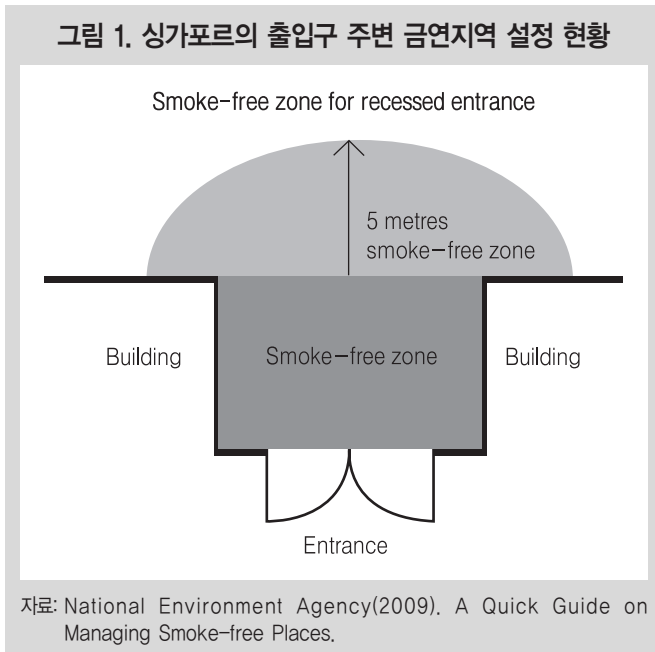 그림 1. 싱가포르의 출입구 주변 금연지역 설정 현황
Smoke-free zone for recessed entrance
5 metres
smoke-free zone
Building
Smoke-free zone
Building
Entrance
자료: National Environment Agency(2009). A Quick Guide on
Managing Smoke-free Places.